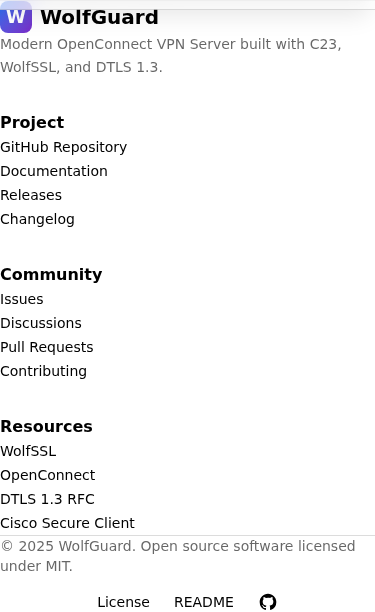 W WolfGuard
Modern OpenConnect VPN Server built with C23,
WolfSSL, and DTLS 1.3.
Project
GitHub Repository
Documentation
Releases
Changelog
Community
Issues
Discussions
Pull Requests
Contributing
Resources
WolfSSL
OpenConnect
DTLS 1.3 RFC
Cisco Secure Client
© 2025 WolfGuard. Open source software licensed
under MIT.
License README